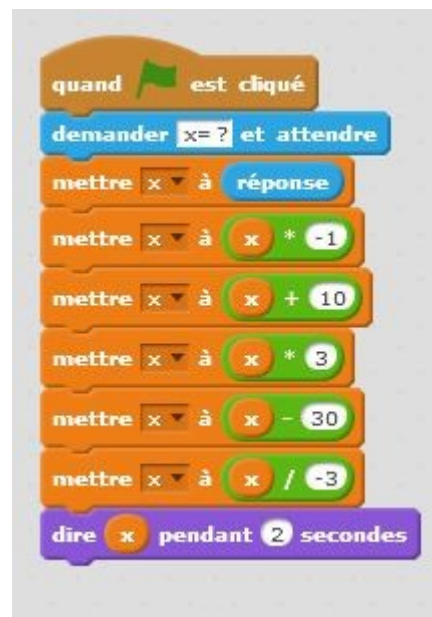 quand est cliqué
demander x= ? et attendre
mettre x à réponse
mettre x à x * -1
mettre x à x + 10
mettre x à x * 3
mettre x à x - 30
mettre x à x / -3
dire x pendant 2 secondes